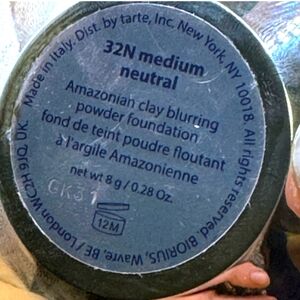 Made in Italy. Dist. by tarte, Inc. New York, NY 10018. All rights reserved. BIORIUS, Wavre, BE / London WC2H 9JQ, UK.
32N medium
neutral
Amazonian clay blurring
powder foundation
fond de teint poudre floutant
à l'argile Amazonienne
net wt 8 g / 0.28 Oz.
12M